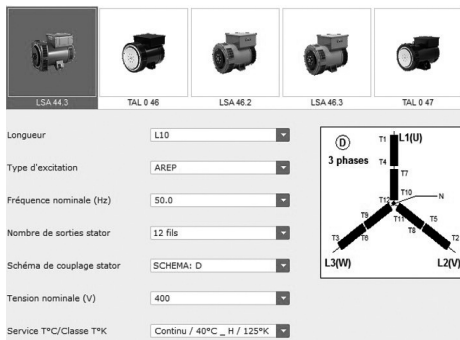 LSA 44.3 TAL 0 46 LSA 46.2 LSA 46.3 TAL 0 47
Longueur L10
Type d'excitation AREP
Fréquence nominale (Hz) 50.0
Nombre de sorties stator 12 fils
Schéma de couplage stator SCHEMA: D
Tension nominale (V) 400
Service T°C/Classe T°K Continu / 40°C _ H / 125°K
D
3 phases
T1 L1(U)
T4
T7
T10
T12 N
T9 T11 T5
T3 T6 T8 T2
L3(W) L2(V)